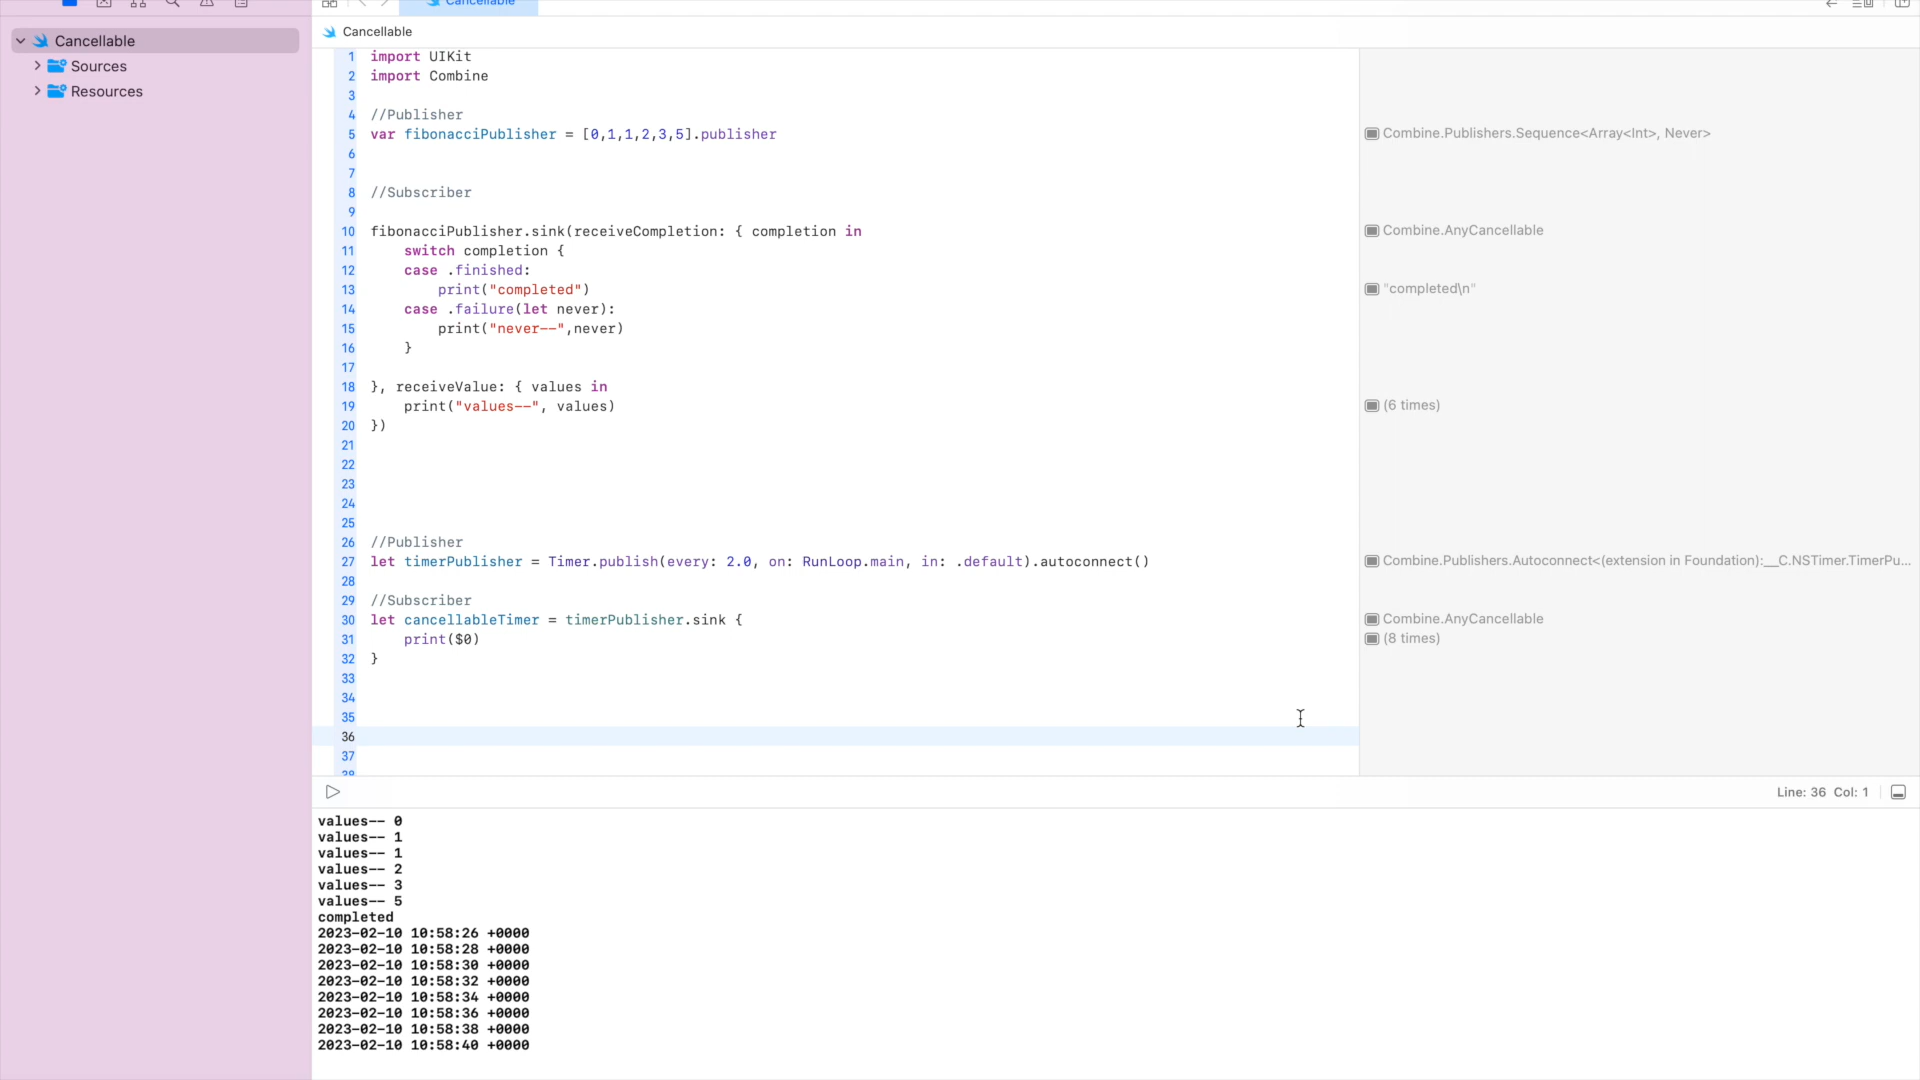 Cancellable
Cancellable
Sources
Resources
Cancellable
1 import UIKit
2 import Combine
3
4 //Publisher
5 var fibonacciPublisher = [0,1,1,2,3,5].publisher
6
7
8 //Subscriber
9
10 fibonacciPublisher.sink(receiveCompletion: { completion in
11     switch completion {
12     case .finished:
13         print("completed")
14     case .failure(let never):
15         print("never--",never)
16     }
17
18 }, receiveValue: { values in
19     print("values--", values)
20 })
21
22
23
24
25
26 //Publisher
27 let timerPublisher = Timer.publish(every: 2.0, on: RunLoop.main, in: .default).autoconnect()
28
29 //Subscriber
30 let cancellableTimer = timerPublisher.sink {
31     print($0)
32 }
33
34
35
36
37
38
Combine.Publishers.Sequence<Array<Int>, Never>
Combine.AnyCancellable
"completed\n"
(6 times)
Combine.Publishers.Autoconnect<(extension in Foundation):__C.NSTimer.TimerPu...
Combine.AnyCancellable
(8 times)
Line: 36 Col: 1
values-- 0
values-- 1
values-- 1
values-- 2
values-- 3
values-- 5
completed
2023-02-10 10:58:26 +0000
2023-02-10 10:58:28 +0000
2023-02-10 10:58:30 +0000
2023-02-10 10:58:32 +0000
2023-02-10 10:58:34 +0000
2023-02-10 10:58:36 +0000
2023-02-10 10:58:38 +0000
2023-02-10 10:58:40 +0000